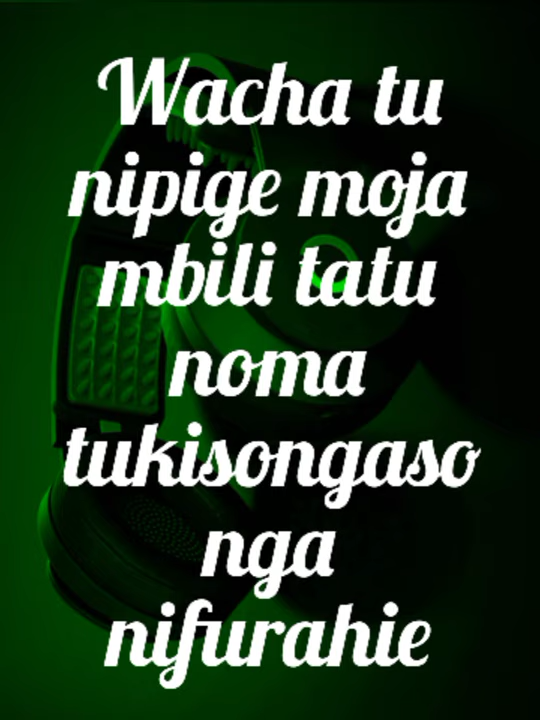 Wacha tu
nipige moja
mbili tatu
noma
tukisongaso
nga
nifurahie